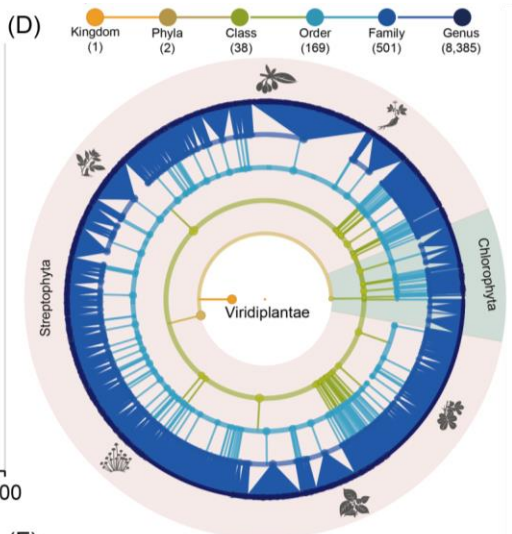 (D)
Kingdom Phyla Class Order Family Genus
(1) (2) (38) (169) (501) (8,385)
Chlorophyta
Streptophyta
Viridiplantae
00